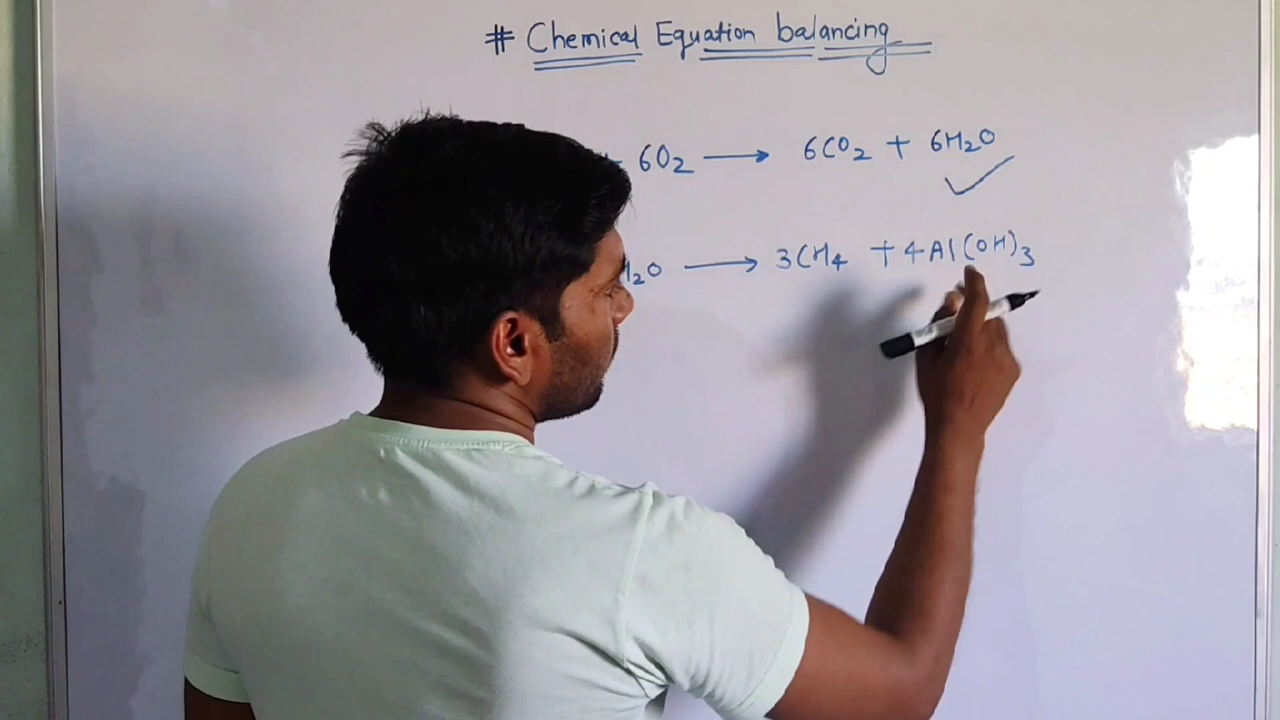 # Chemical Equation balancing
+ 6O₂ → 6CO₂ + 6H₂O ✓
H₂O → 3CH₄ + 4Al(OH)₃